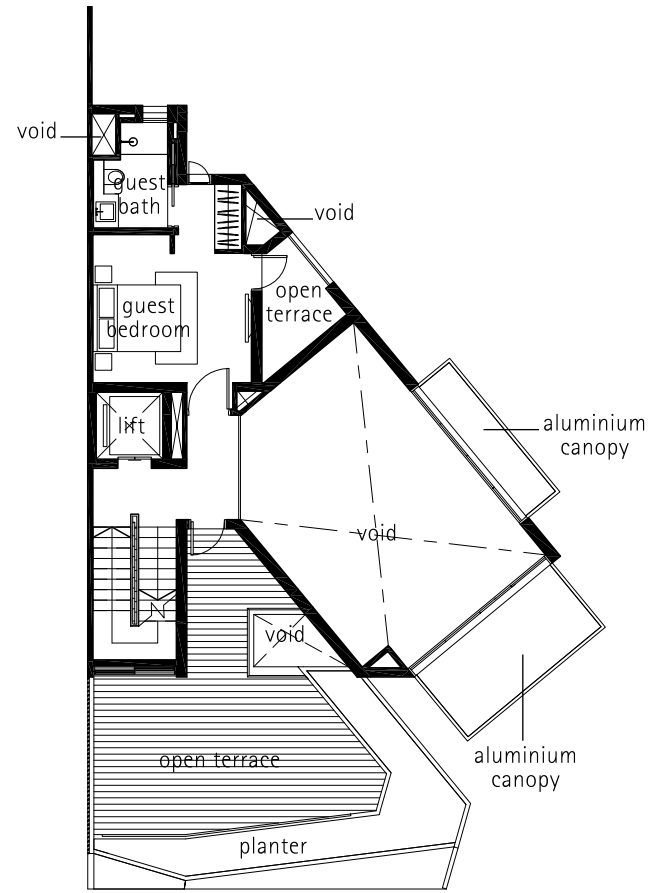 void
guest
bath
void
open
terrace
guest
bedroom
lift
aluminium
canopy
void
void
open terrace
aluminium
canopy
planter